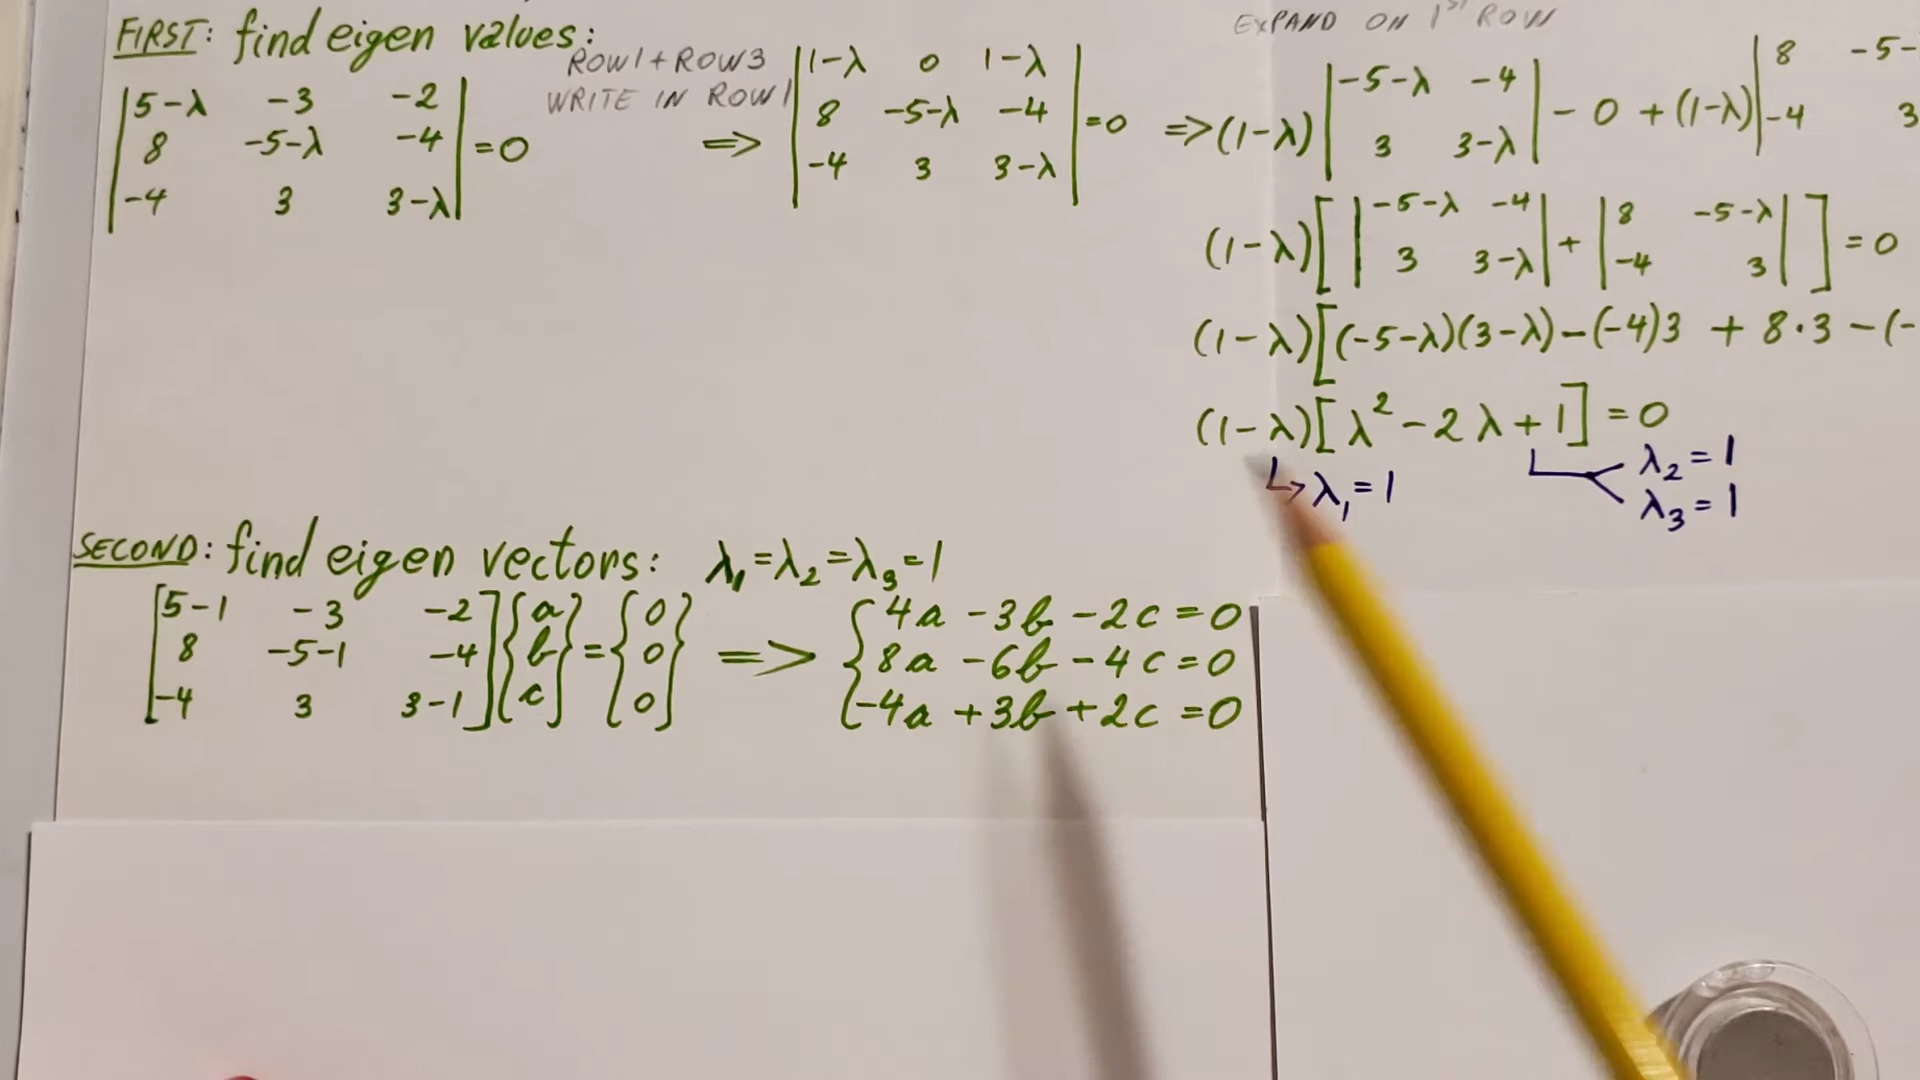 FIRST: find eigen values:
|5-λ -3 -2|
|8 -5-λ -4| =0
|-4 3 3-λ|
ROW1+ROW3
WRITE IN ROW1
=>
|1-λ 0 1-λ|
|8 -5-λ -4| =0
|-4 3 3-λ|
EXPAND ON 1ST ROW
=>(1-λ) |-5-λ -4| - 0 + (1-λ) |8 -5-
|3 3-λ| |-4 3
(1-λ)[ |-5-λ -4| + |8 -5-λ| ] =0
|3 3-λ| |-4 3|
(1-λ)[(-5-λ)(3-λ)-(-4)3 + 8·3 -(-
(1-λ)[λ²-2λ+1] =0
λ₁=1
λ₂=1
λ₃=1
SECOND: find eigen vectors: λ₁=λ₂=λ₃=1
[5-1 -3 -2] {a} = {0}
[8 -5-1 -4] {b} = {0}
[-4 3 3-1] {c} = {0}
=>
{4a -3b -2c =0
{8a -6b -4c =0
{-4a +3b +2c =0